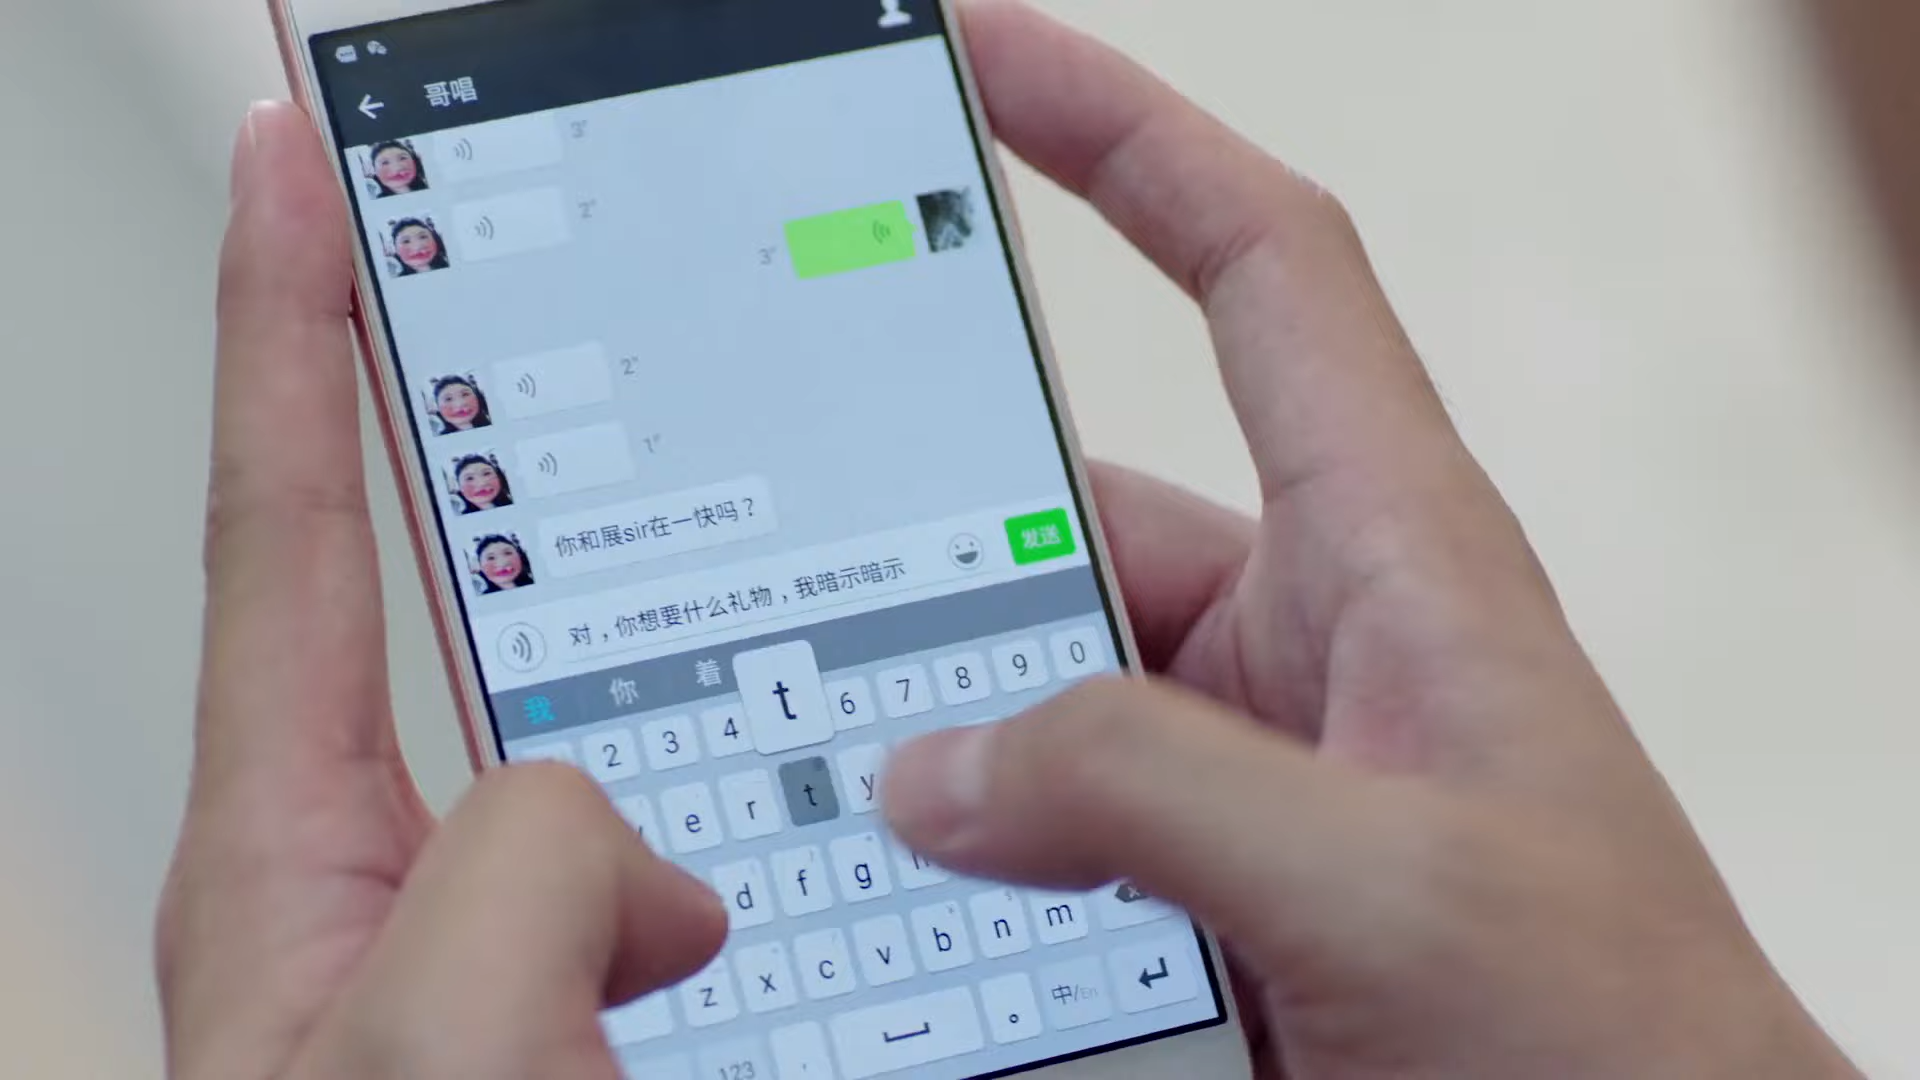 哥唱
3"
2"
3"
2"
1"
你和展sir在一快吗？
对，你想要什么礼物，我暗示暗示
发送
我 你 着
t
2 3 4 6 7 8 9 0
e r t y
d f g h
z x c v b n m
123 , 。 中/En